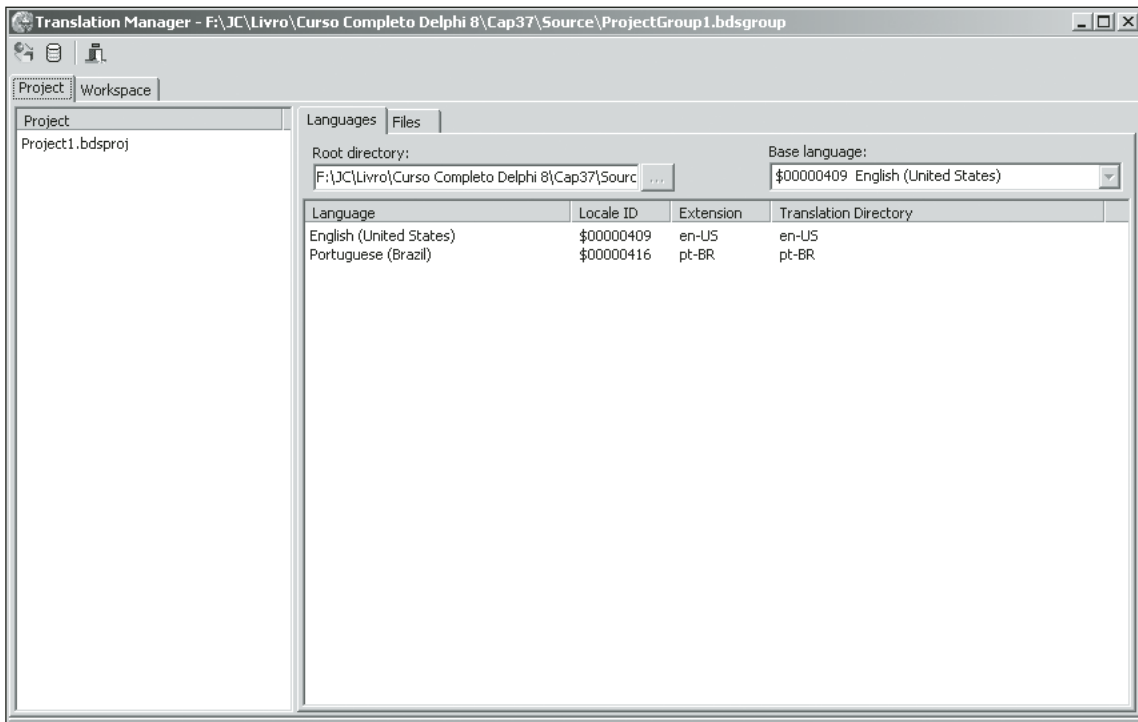 Translation Manager - F:\JC\Livro\Curso Completo Delphi 8\Cap37\Source\ProjectGroup1.bdsgroup
Project Workspace
Project
Project1.bdsproj
Languages Files
Root directory:
F:\JC\Livro\Curso Completo Delphi 8\Cap37\Sourc ...
Base language:
$00000409 English (United States)
Language Locale ID Extension Translation Directory
English (United States) $00000409 en-US en-US
Portuguese (Brazil) $00000416 pt-BR pt-BR